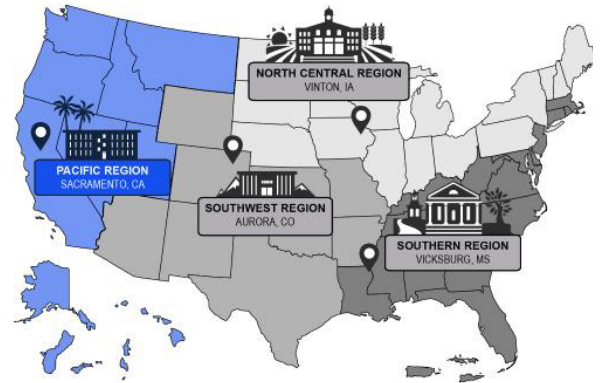 NORTH CENTRAL REGION
VINTON, IA
PACIFIC REGION
SACRAMENTO, CA
SOUTHWEST REGION
AURORA, CO
SOUTHERN REGION
VICKSBURG, MS